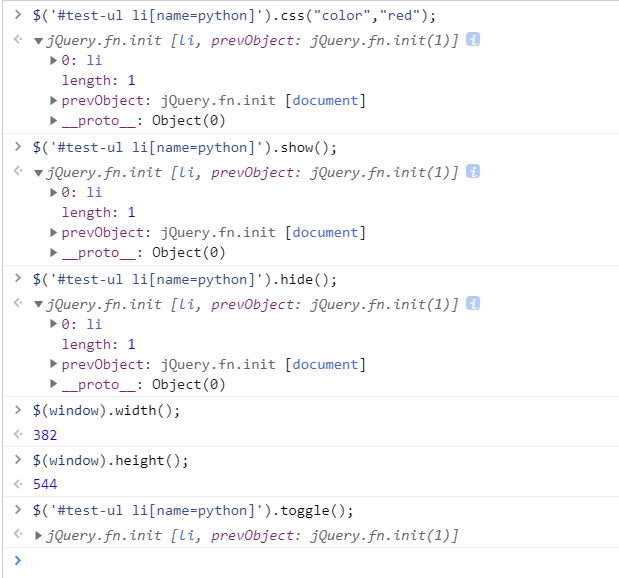 > $('#test-ul li[name=python]').css("color","red");
<· ▼jQuery.fn.init [li, prevObject: jQuery.fn.init(1)] i
▶0: li
length: 1
▶prevObject: jQuery.fn.init [document]
▶__proto__: Object(0)
> $('#test-ul li[name=python]').show();
<· ▼jQuery.fn.init [li, prevObject: jQuery.fn.init(1)] i
▶0: li
length: 1
▶prevObject: jQuery.fn.init [document]
▶__proto__: Object(0)
> $('#test-ul li[name=python]').hide();
<· ▼jQuery.fn.init [li, prevObject: jQuery.fn.init(1)] i
▶0: li
length: 1
▶prevObject: jQuery.fn.init [document]
▶__proto__: Object(0)
> $(window).width();
<· 382
> $(window).height();
<· 544
> $('#test-ul li[name=python]').toggle();
<· ▶jQuery.fn.init [li, prevObject: jQuery.fn.init(1)]
>